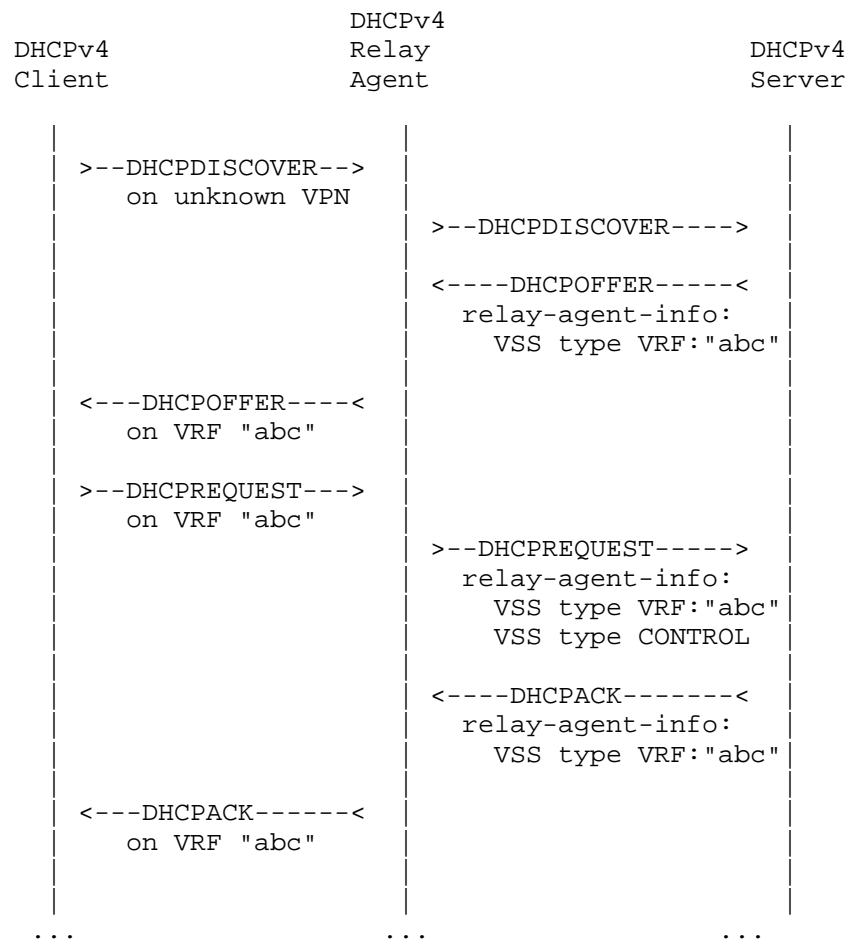 DHCPv4
DHCPv4 Relay DHCPv4
Client Agent Server
>--DHCPDISCOVER-->
on unknown VPN
>--DHCPDISCOVER---->
<----DHCPOFFER-----<
relay-agent-info:
VSS type VRF:"abc"
<---DHCPOFFER----<
on VRF "abc"
>--DHCPREQUEST--->
on VRF "abc"
>--DHCPREQUEST----->
relay-agent-info:
VSS type VRF:"abc"
VSS type CONTROL
<----DHCPACK-------<
relay-agent-info:
VSS type VRF:"abc"
<---DHCPACK------<
on VRF "abc"
... ... ...